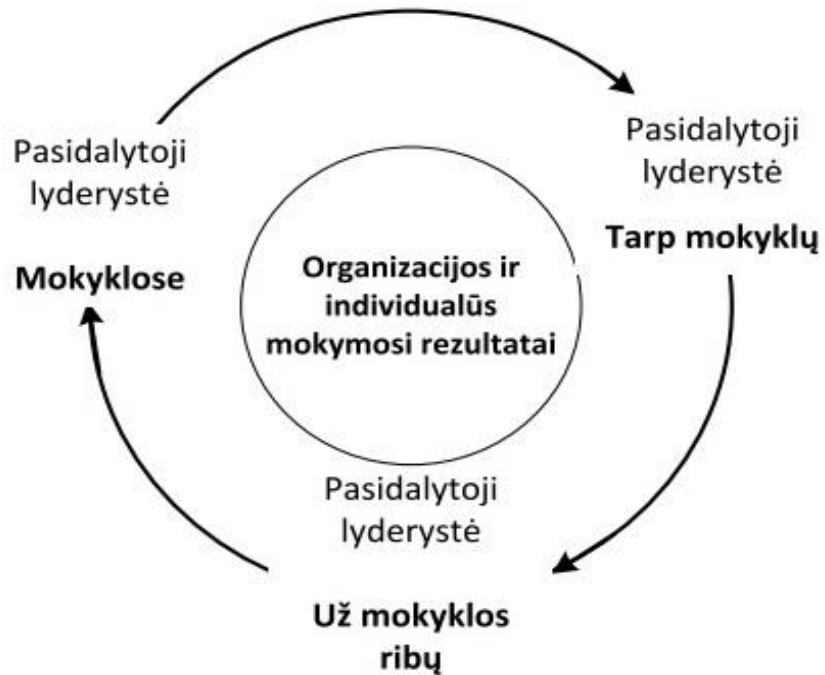 Pasidalytoji
lyderystė
Mokyklose
Pasidalytoji
lyderystė
Tarp mokyklų
Organizacijos ir
individualūs
mokymosi rezultatai
Pasidalytoji
lyderystė
Už mokyklos
ribų